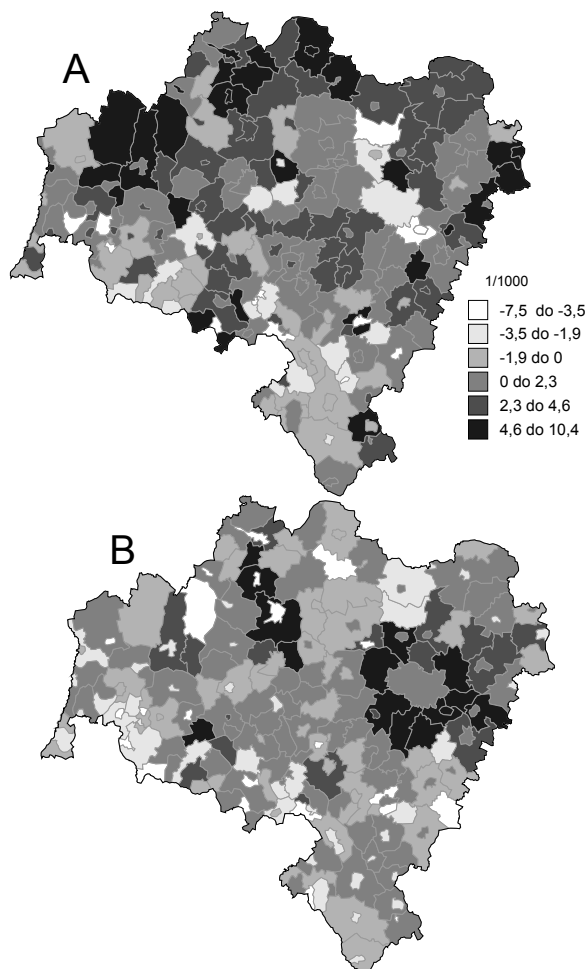 A
1/1000
-7,5 do -3,5
-3,5 do -1,9
-1,9 do 0
0 do 2,3
2,3 do 4,6
4,6 do 10,4
B